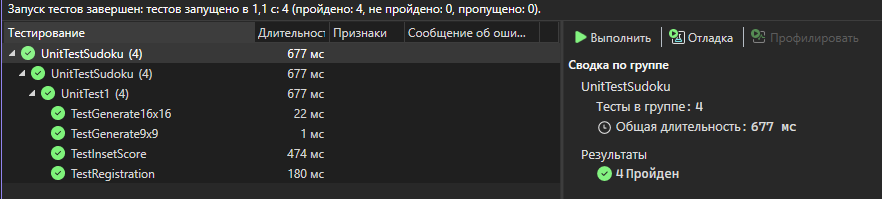 Запуск тестов завершен: тестов запущено в 1,1 с: 4 (пройдено: 4, не пройдено: 0, пропущено: 0).
Тестирование Длительност Признаки Сообщение об оши...
UnitTestSudoku (4) 677 мс
UnitTestSudoku (4) 677 мс
UnitTest1 (4) 677 мс
TestGenerate16x16 22 мс
TestGenerate9x9 1 мс
TestInsetScore 474 мс
TestRegistration 180 мс
Выполнить Отладка Профилировать
Сводка по группе
UnitTestSudoku
Тесты в группе: 4
Общая длительность: 677 мс
Результаты
4 Пройден